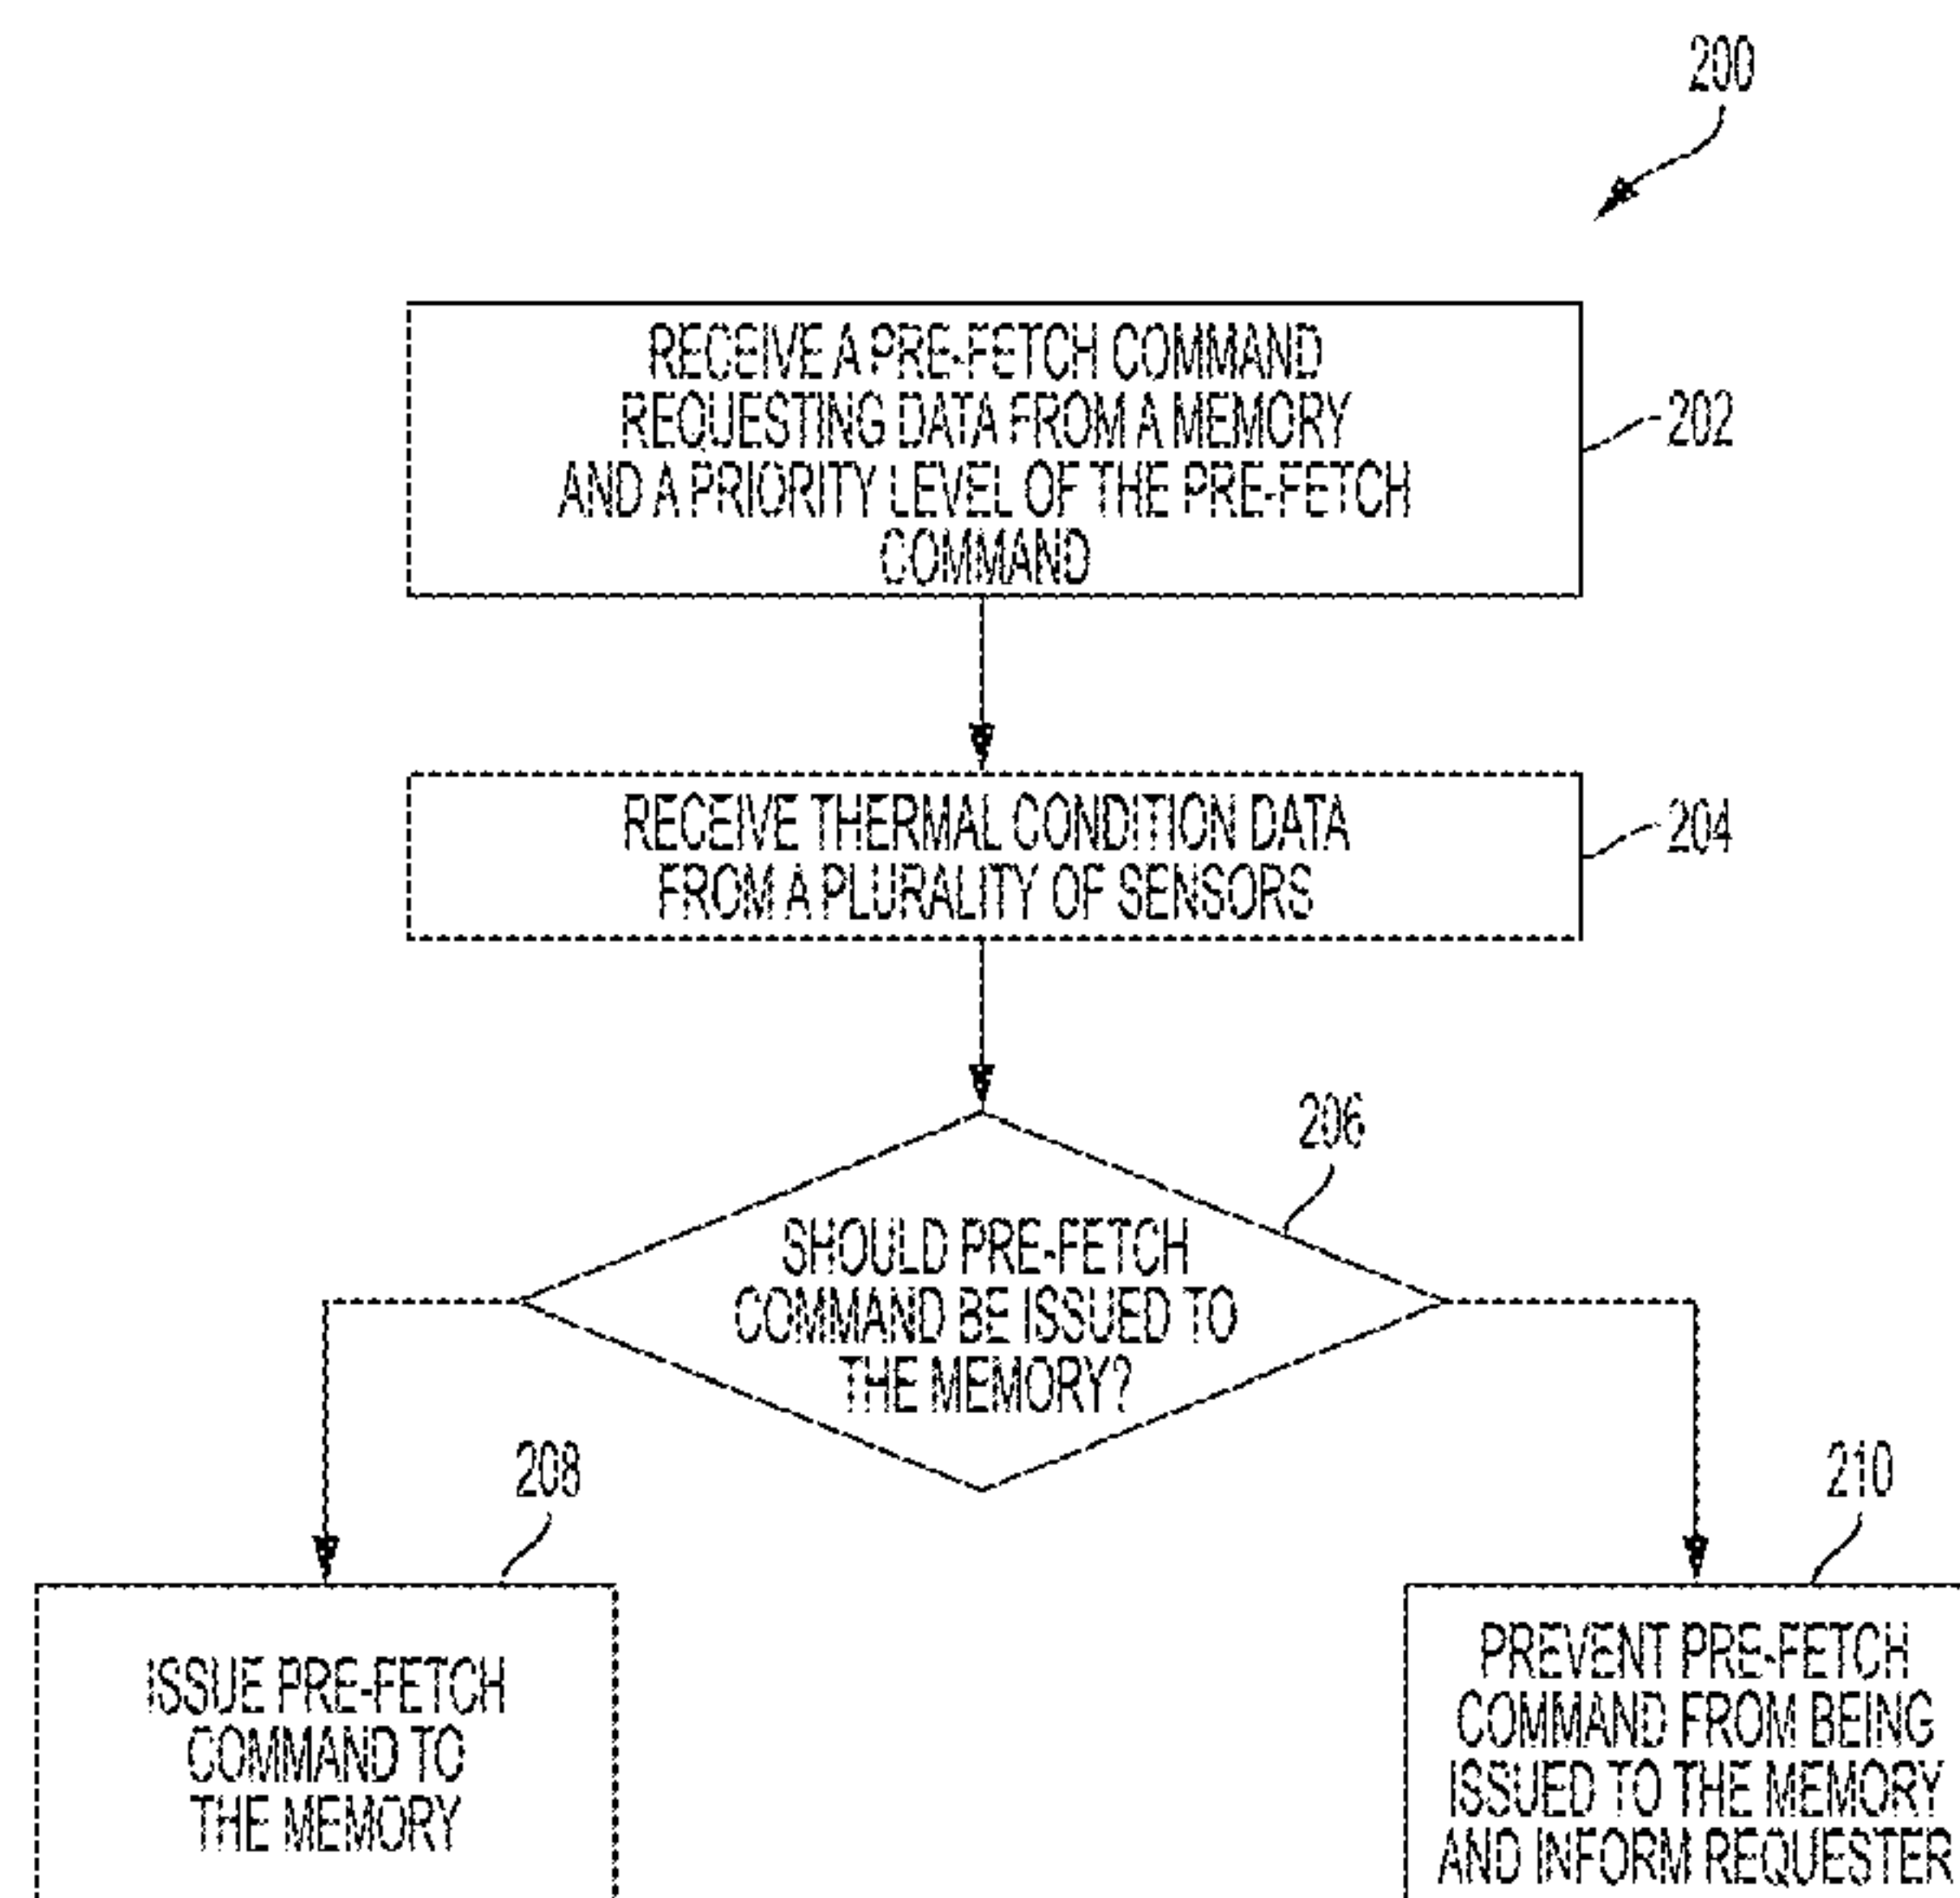 200
RECEIVE A PRE-FETCH COMMAND
REQUESTING DATA FROM A MEMORY
AND A PRIORITY LEVEL OF THE PRE-FETCH
COMMAND
202
RECEIVE THERMAL CONDITION DATA
FROM A PLURALITY OF SENSORS
204
206
SHOULD PRE-FETCH
COMMAND BE ISSUED TO
THE MEMORY?
208
ISSUE PRE-FETCH
COMMAND TO
THE MEMORY
210
PREVENT PRE-FETCH
COMMAND FROM BEING
ISSUED TO THE MEMORY
AND INFORM REQUESTER